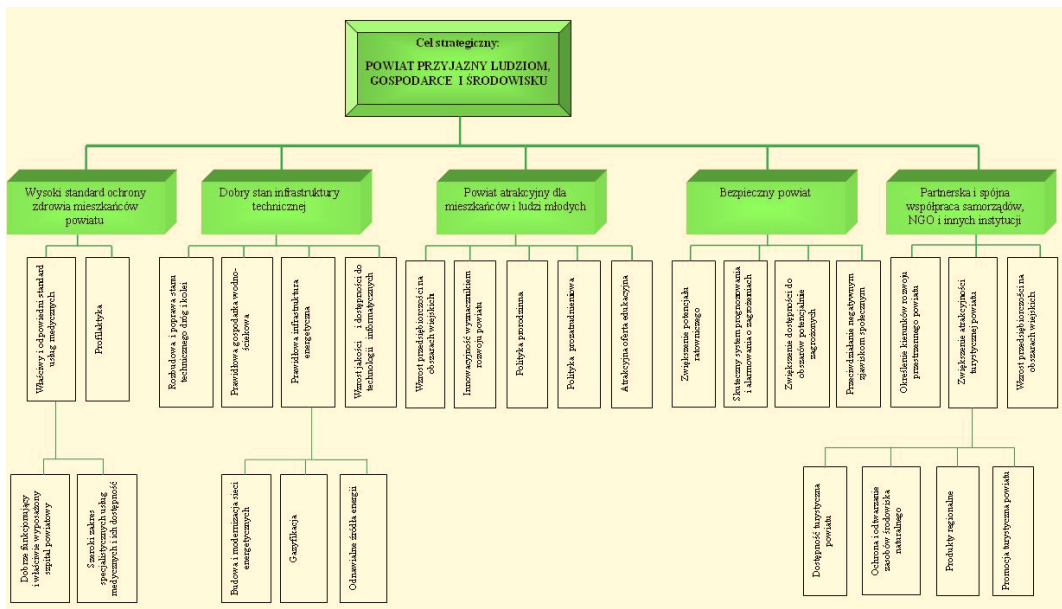 Cel strategiczny:
POWIAT PRZYJAZNY LUDZIOM,
GOSPODARCE I ŚRODOWISKU
Wysoki standard ochrony
zdrowia mieszkańców
powiatu
Dobry stan infrastruktury
technicznej
Powiat atrakcyjny dla
mieszkańców i ludzi młodych
Bezpieczny powiat
Partnerska i spójna
współpraca samorządów,
NGO i innych instytucji
Właściwy i odpowiedni standard
usług medycznych
Profilaktyka
Rozbudowa i poprawa stanu
technicznego dróg i kolei
Prawidłowa gospodarka wodno-
ściekowa
Prawidłowa infrastruktura
energetyczna
Wzrost jakości i dostępności do
technologii informatycznych
Wzrost przedsiębiorczości na
obszarach wiejskich
Innowacyjność wyznacznikiem
rozwoju powiatu
Polityka prorodzinna
Polityka prozatrudnieniowa
Atrakcyjna oferta edukacyjna
Zwiększenie potencjału
ratowniczego
Skuteczny system prognozowania
i alarmowania o zagrożeniach
Zwiększenie dostępności do
obszarów potencjalnie
zagrożonych
Przeciwdziałanie negatywnym
zjawiskom społecznym
Określenie kierunków rozwoju
przestrzennego powiatu
Zwiększenie atrakcyjności
turystycznej powiatu
Wzrost przedsiębiorczości na
obszarach wiejskich
Dobrze funkcjonujący
i właściwie wyposażony
szpital powiatowy
Szeroki zakres
specjalistycznych usług
medycznych i ich dostępność
Budowa i modernizacja sieci
energetycznych
Gazyfikacja
Odnawialne źródła energii
Dostępność turystyczna
powiatu
Ochrona i odtwarzanie
zasobów środowiska
naturalnego
Produkty regionalne
Promocja turystyczna powiatu